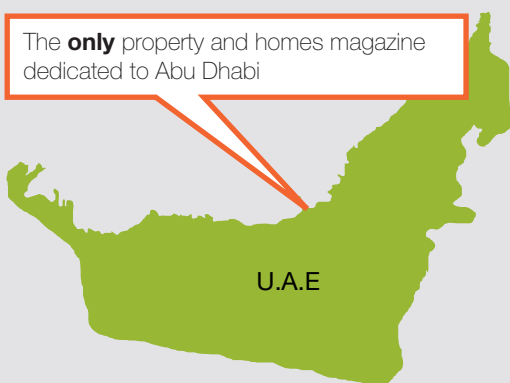 The only property and homes magazine
dedicated to Abu Dhabi
U.A.E